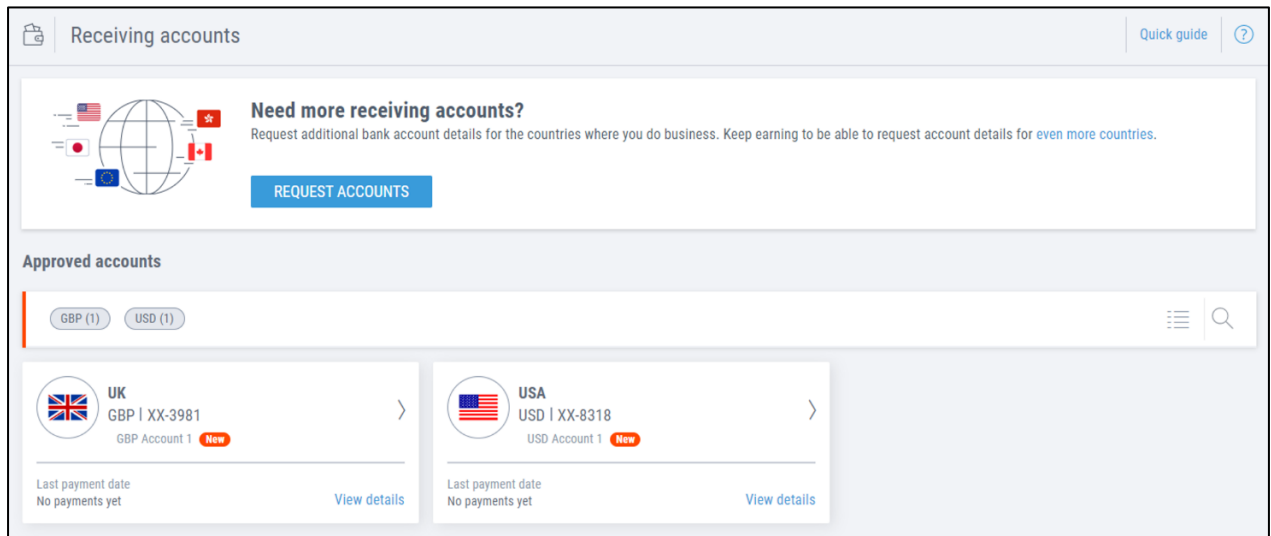 Receiving accounts
Quick guide
?
Need more receiving accounts?
Request additional bank account details for the countries where you do business. Keep earning to be able to request account details for even more countries.
REQUEST ACCOUNTS
Approved accounts
GBP (1) USD (1)
UK
GBP | XX-3981
GBP Account 1 New
Last payment date
No payments yet
View details
USA
USD | XX-8318
USD Account 1 New
Last payment date
No payments yet
View details